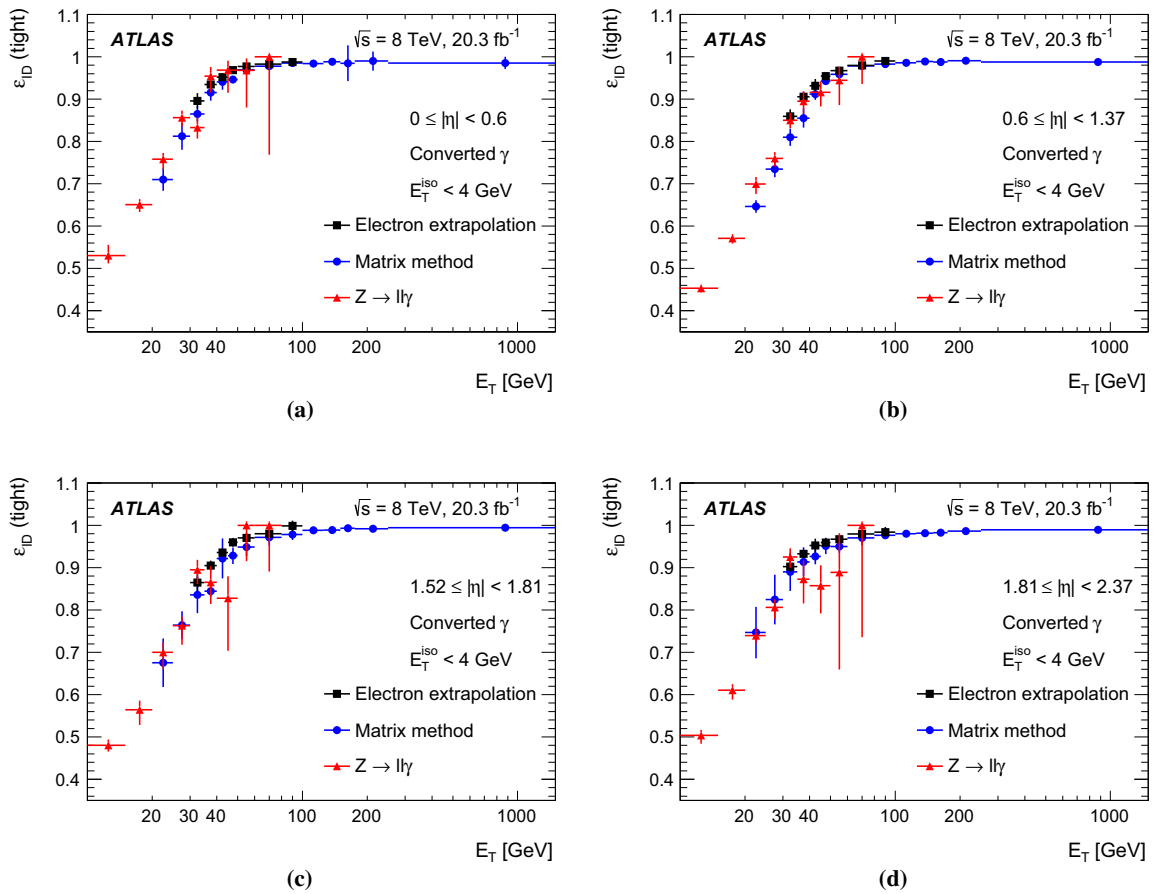 ε_ID (tight)
1.1
1
0.9
0.8
0.7
0.6
0.5
0.4
ATLAS
√s = 8 TeV, 20.3 fb⁻¹
0 ≤ |η| < 0.6
Converted γ
E_T^iso < 4 GeV
Electron extrapolation
Matrix method
Z → llγ
20 30 40 100 200 1000
E_T [GeV]
(a)
ε_ID (tight)
1.1
1
0.9
0.8
0.7
0.6
0.5
0.4
ATLAS
√s = 8 TeV, 20.3 fb⁻¹
0.6 ≤ |η| < 1.37
Converted γ
E_T^iso < 4 GeV
Electron extrapolation
Matrix method
Z → llγ
20 30 40 100 200 1000
E_T [GeV]
(b)
ε_ID (tight)
1.1
1
0.9
0.8
0.7
0.6
0.5
0.4
ATLAS
√s = 8 TeV, 20.3 fb⁻¹
1.52 ≤ |η| < 1.81
Converted γ
E_T^iso < 4 GeV
Electron extrapolation
Matrix method
Z → llγ
20 30 40 100 200 1000
E_T [GeV]
(c)
ε_ID (tight)
1.1
1
0.9
0.8
0.7
0.6
0.5
0.4
ATLAS
√s = 8 TeV, 20.3 fb⁻¹
1.81 ≤ |η| < 2.37
Converted γ
E_T^iso < 4 GeV
Electron extrapolation
Matrix method
Z → llγ
20 30 40 100 200 1000
E_T [GeV]
(d)